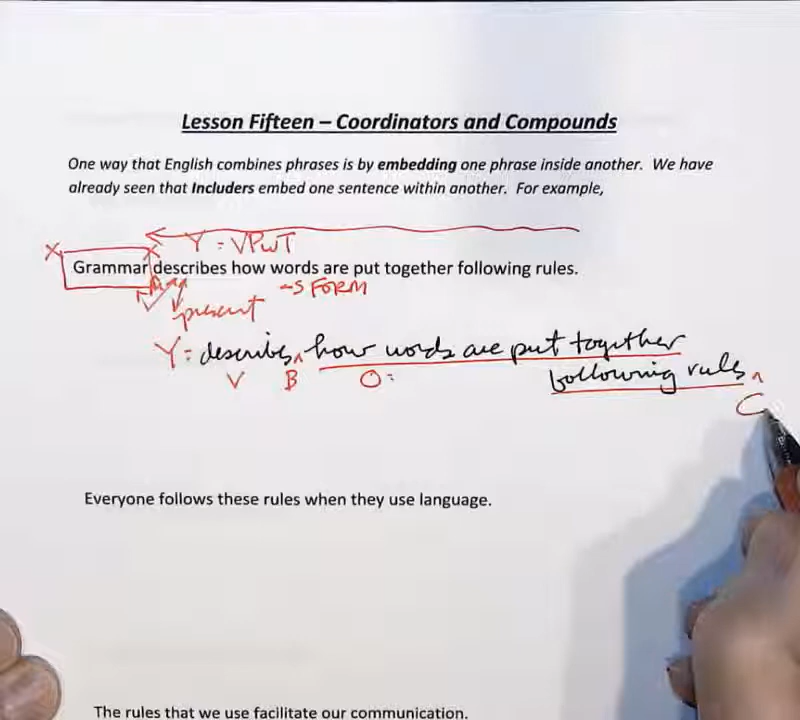 Lesson Fifteen – Coordinators and Compounds
One way that English combines phrases is by embedding one phrase inside another. We have
already seen that Includers embed one sentence within another. For example,
X X Y = VPwT
Grammar describes how words are put together following rules.
-S FORM
present
Y = describes ^ how words are put together
following rules ^
V B O:
C
Everyone follows these rules when they use language.
The rules that we use facilitate our communication.